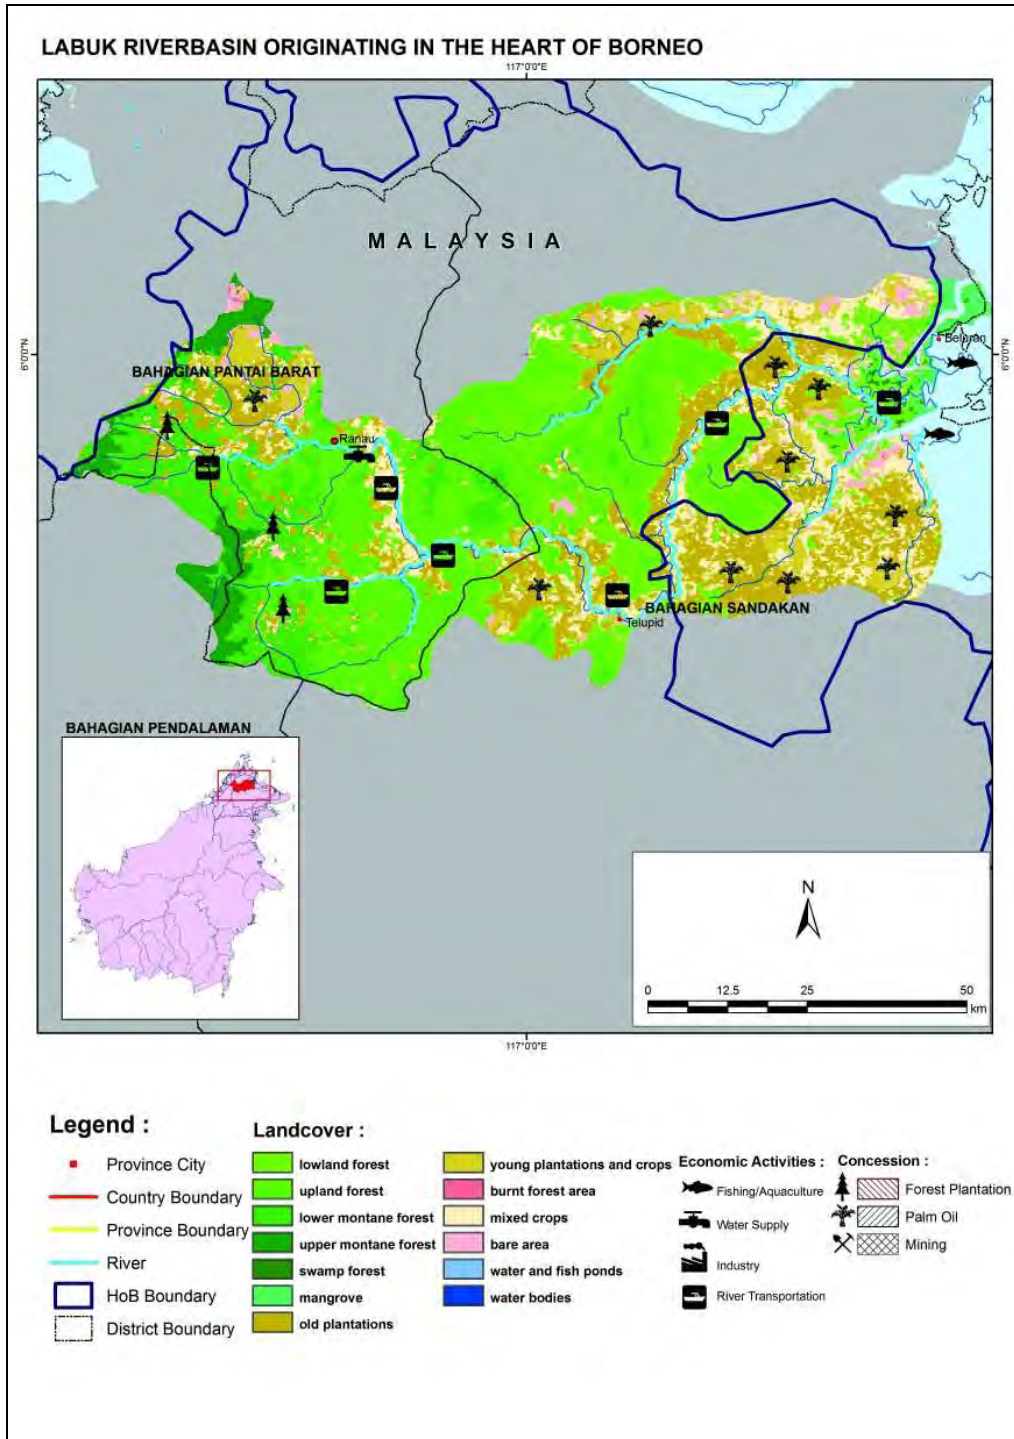 LABUK RIVERBASIN ORIGINATING IN THE HEART OF BORNEO
117°0'0"E
MALAYSIA
6°0'0"N
6°0'0"N
Beluran
BAHAGIAN PANTAI BARAT
Ranau
BAHAGIAN SANDAKAN
Telupid
BAHAGIAN PENDALAMAN
N
0 12.5 25 50
km
117°0'0"E
Legend :
Province City
Country Boundary
Province Boundary
River
HoB Boundary
District Boundary
Landcover :
lowland forest
upland forest
lower montane forest
upper montane forest
swamp forest
mangrove
old plantations
young plantations and crops
burnt forest area
mixed crops
bare area
water and fish ponds
water bodies
Economic Activities :
Fishing/Aquaculture
Water Supply
Industry
River Transportation
Concession :
Forest Plantation
Palm Oil
Mining